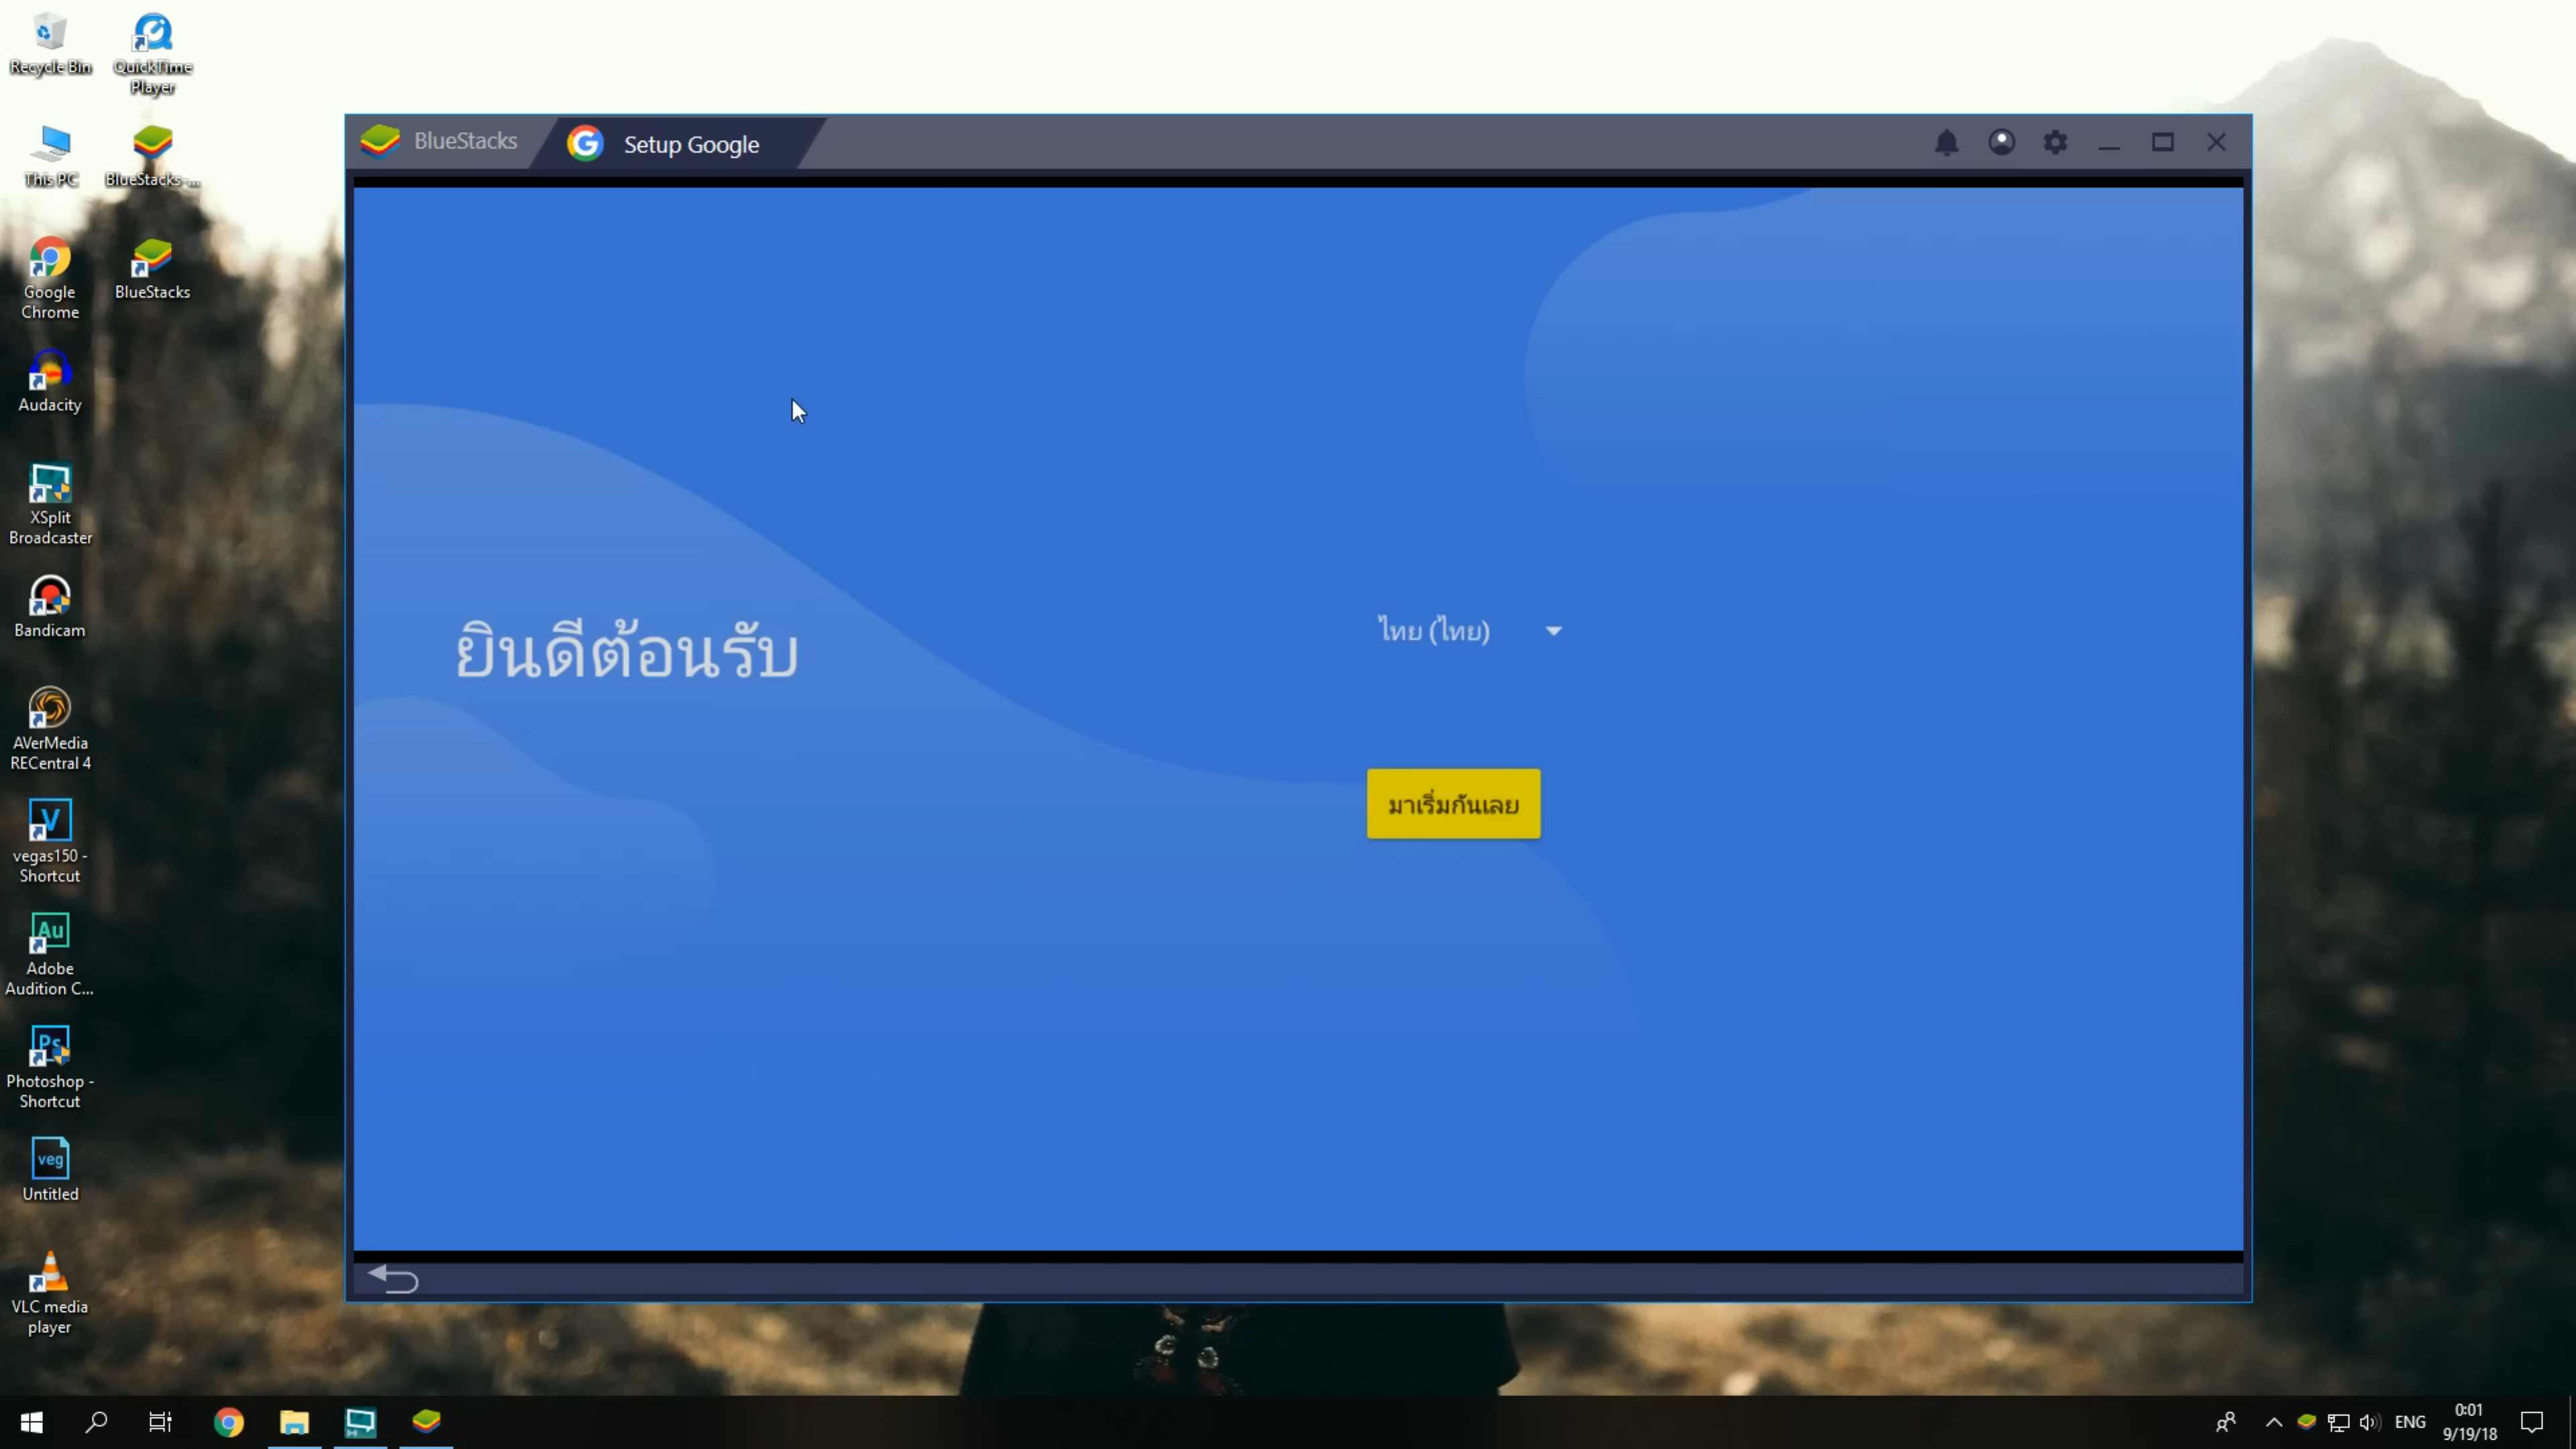 Recycle Bin
QuickTime
Player
This PC
BlueStacks-...
Google
Chrome
BlueStacks
Audacity
XSplit
Broadcaster
Bandicam
AVerMedia
RECentral 4
vegas150 -
Shortcut
Adobe
Audition C...
Photoshop -
Shortcut
Untitled
VLC media
player
V
Au
Ps
veg
BlueStacks
Setup Google
ยินดีต้อนรับ
ไทย (ไทย)
มาเริ่มกันเลย
ENG
0:01
9/19/18